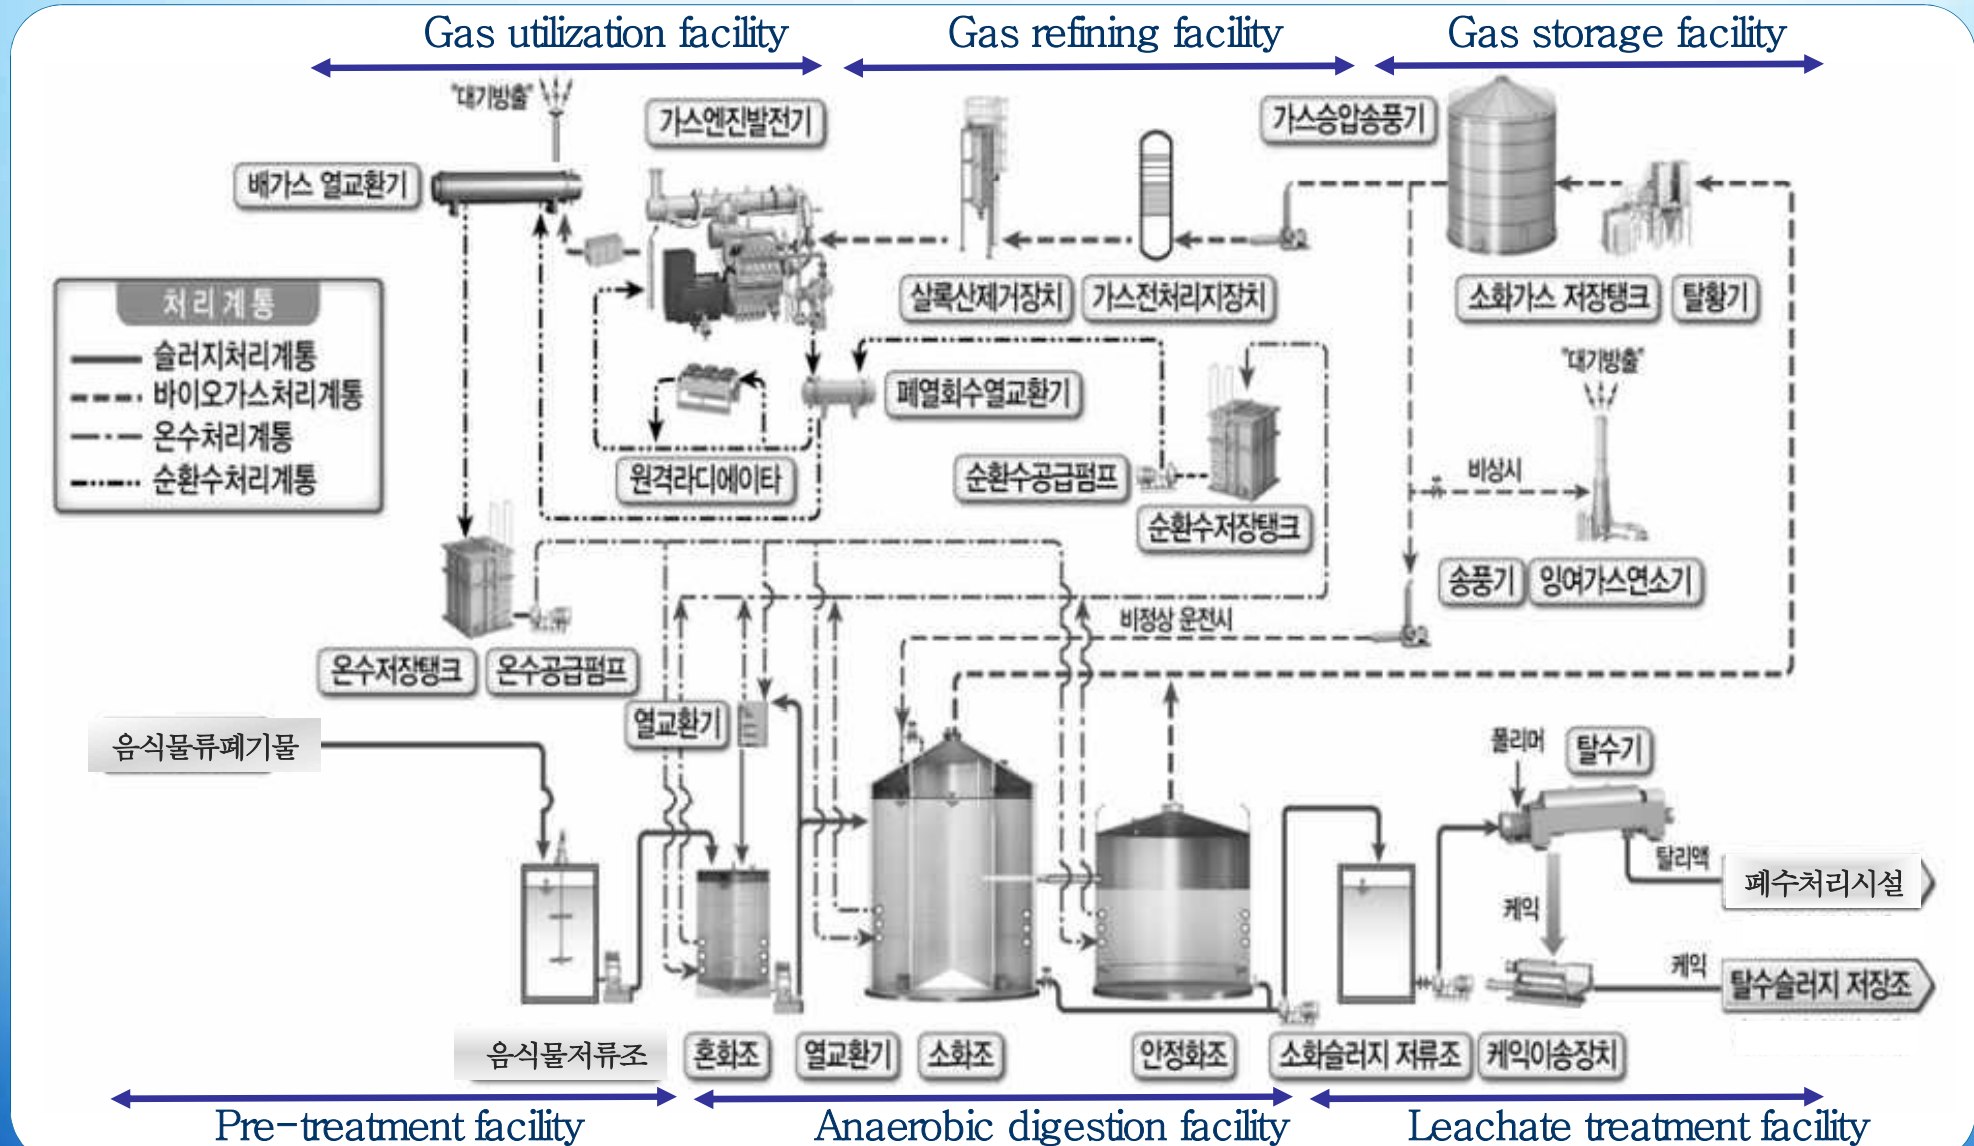 Gas utilization facility
Gas refining facility
Gas storage facility
"대기방출"
가스엔진발전기
가스승압송풍기
배가스 열교환기
처리계통
슬러지처리계통
바이오가스처리계통
온수처리계통
순환수처리계통
살록산제거장치
가스전처리지장치
소화가스 저장탱크
탈황기
"대기방출"
폐열회수열교환기
원격라디에이타
순환수공급펌프
순환수저장탱크
비상시
송풍기
잉여가스연소기
비정상 운전시
온수저장탱크
온수공급펌프
열교환기
음식물류폐기물
폴리머
탈수기
탈리액
폐수처리시설
케익
케익
탈수슬러지 저장조
음식물저류조
혼화조
열교환기
소화조
안정화조
소화슬러지 저류조
케익이송장치
Pre-treatment facility
Anaerobic digestion facility
Leachate treatment facility